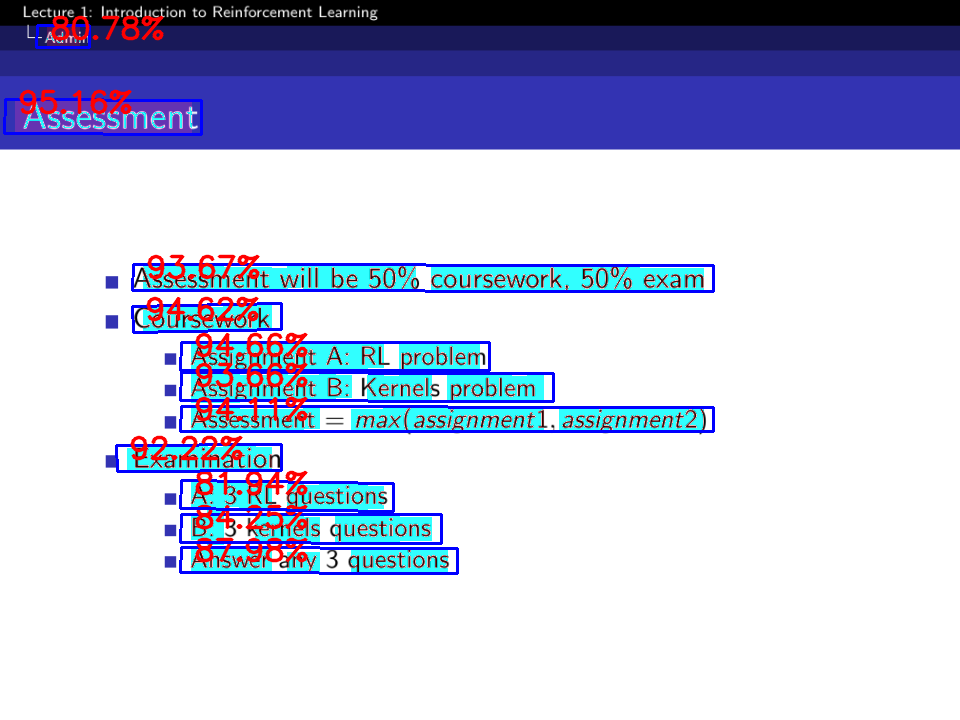 Lecture 1: Introduction to Reinforcement Learning
80.78%
Admin
95.16%
Assessment
93.67%
Assessment will be 50% coursework, 50% exam
94.62%
Coursework
94.66%
Assignment A: RL problem
93.66%
Assignment B: Kernels problem
94.11%
Assessment = max(assignment1, assignment2)
92.22%
Examination
81.94%
A: 3 RL questions
84.25%
B: 3 kernels questions
87.98%
Answer any 3 questions